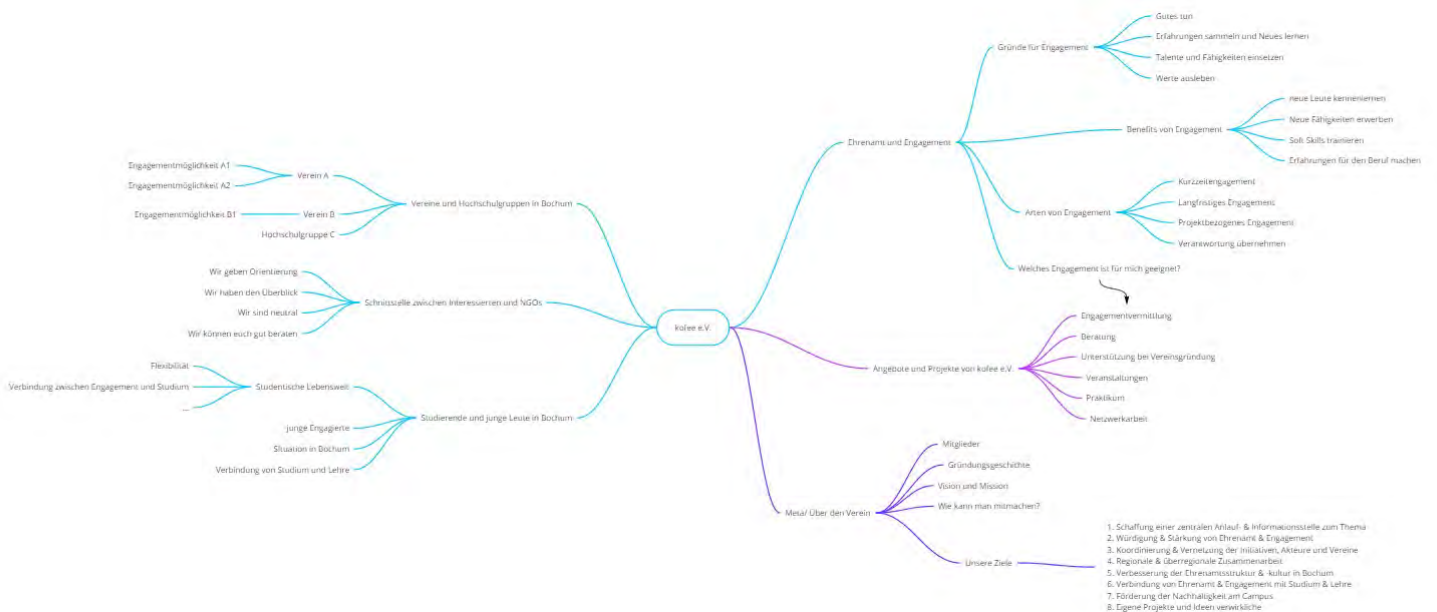 kofee e.V.
Ehrenamt und Engagement
Gründe für Engagement
Gutes tun
Erfahrungen sammeln und Neues lernen
Talente und Fähigkeiten einsetzen
Werte ausleben
Benefits von Engagement
neue Leute kennenlernen
Neue Fähigkeiten erwerben
Soft Skills trainieren
Erfahrungen für den Beruf machen
Arten von Engagement
Kurzzeitengagement
Langfristiges Engagement
Projektbezogenes Engagement
Verantwortung übernehmen
Welches Engagement ist für mich geeignet?
Angebote und Projekte von kofee e.V.
Engagementvermittlung
Beratung
Unterstützung bei Vereinsgründung
Veranstaltungen
Praktikum
Netzwerkarbeit
Meta/ Über den Verein
Mitglieder
Gründungsgeschichte
Vision und Mission
Wie kann man mitmachen?
Unsere Ziele
1. Schaffung einer zentralen Anlauf- & Informationsstelle zum Thema
2. Würdigung & Stärkung von Ehrenamt & Engagement
3. Koordinierung & Vernetzung der Initiativen, Akteure und Vereine
4. Regionale & überregionale Zusammenarbeit
5. Verbesserung der Ehrenamtsstruktur & -kultur in Bochum
6. Verbindung von Ehrenamt & Engagement mit Studium & Lehre
7. Förderung der Nachhaltigkeit am Campus
8. Eigene Projekte und Ideen verwirkliche
Vereine und Hochschulgruppen in Bochum
Verein A
Engagementmöglichkeit A1
Engagementmöglichkeit A2
Verein B
Engagementmöglichkeit B1
Hochschulgruppe C
Schnittstelle zwischen Interessierten und NGOs
Wir geben Orientierung
Wir haben den Überblick
Wir sind neutral
Wir können euch gut beraten
Studierende und junge Leute in Bochum
Studentische Lebenswelt
Flexibilität
Verbindung zwischen Engagement und Studium
...
junge Engagierte
Situation in Bochum
Verbindung von Studium und Lehre